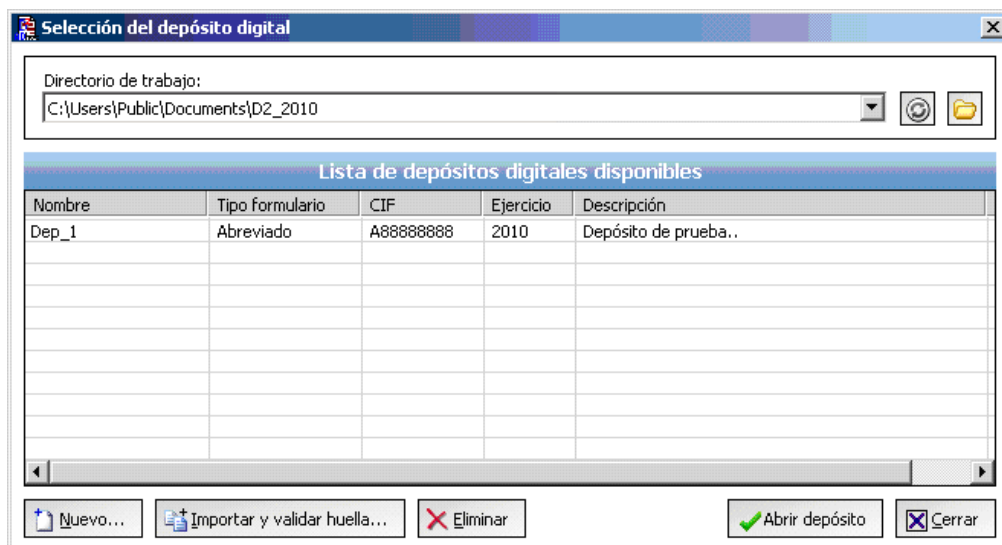 Selección del depósito digital
Directorio de trabajo:
C:\Users\Public\Documents\D2_2010
Lista de depósitos digitales disponibles
Nombre Tipo formulario CIF Ejercicio Descripción
Dep_1 Abreviado A88888888 2010 Depósito de prueba..
Nuevo... Importar y validar huella... Eliminar Abrir depósito Cerrar